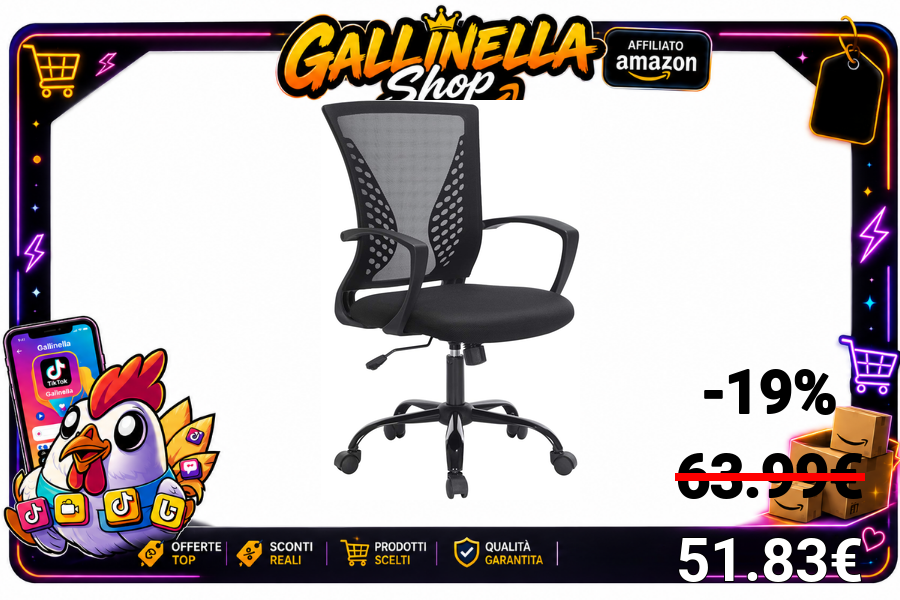 GALLINELLA
Shop
AFFILIATO
amazon
Gallinella
TikTok
Gallinella
-19%
63.99€
51.83€
OFFERTE
TOP
SCONTI
REALI
PRODOTTI
SCELTI
QUALITÀ
GARANTITA